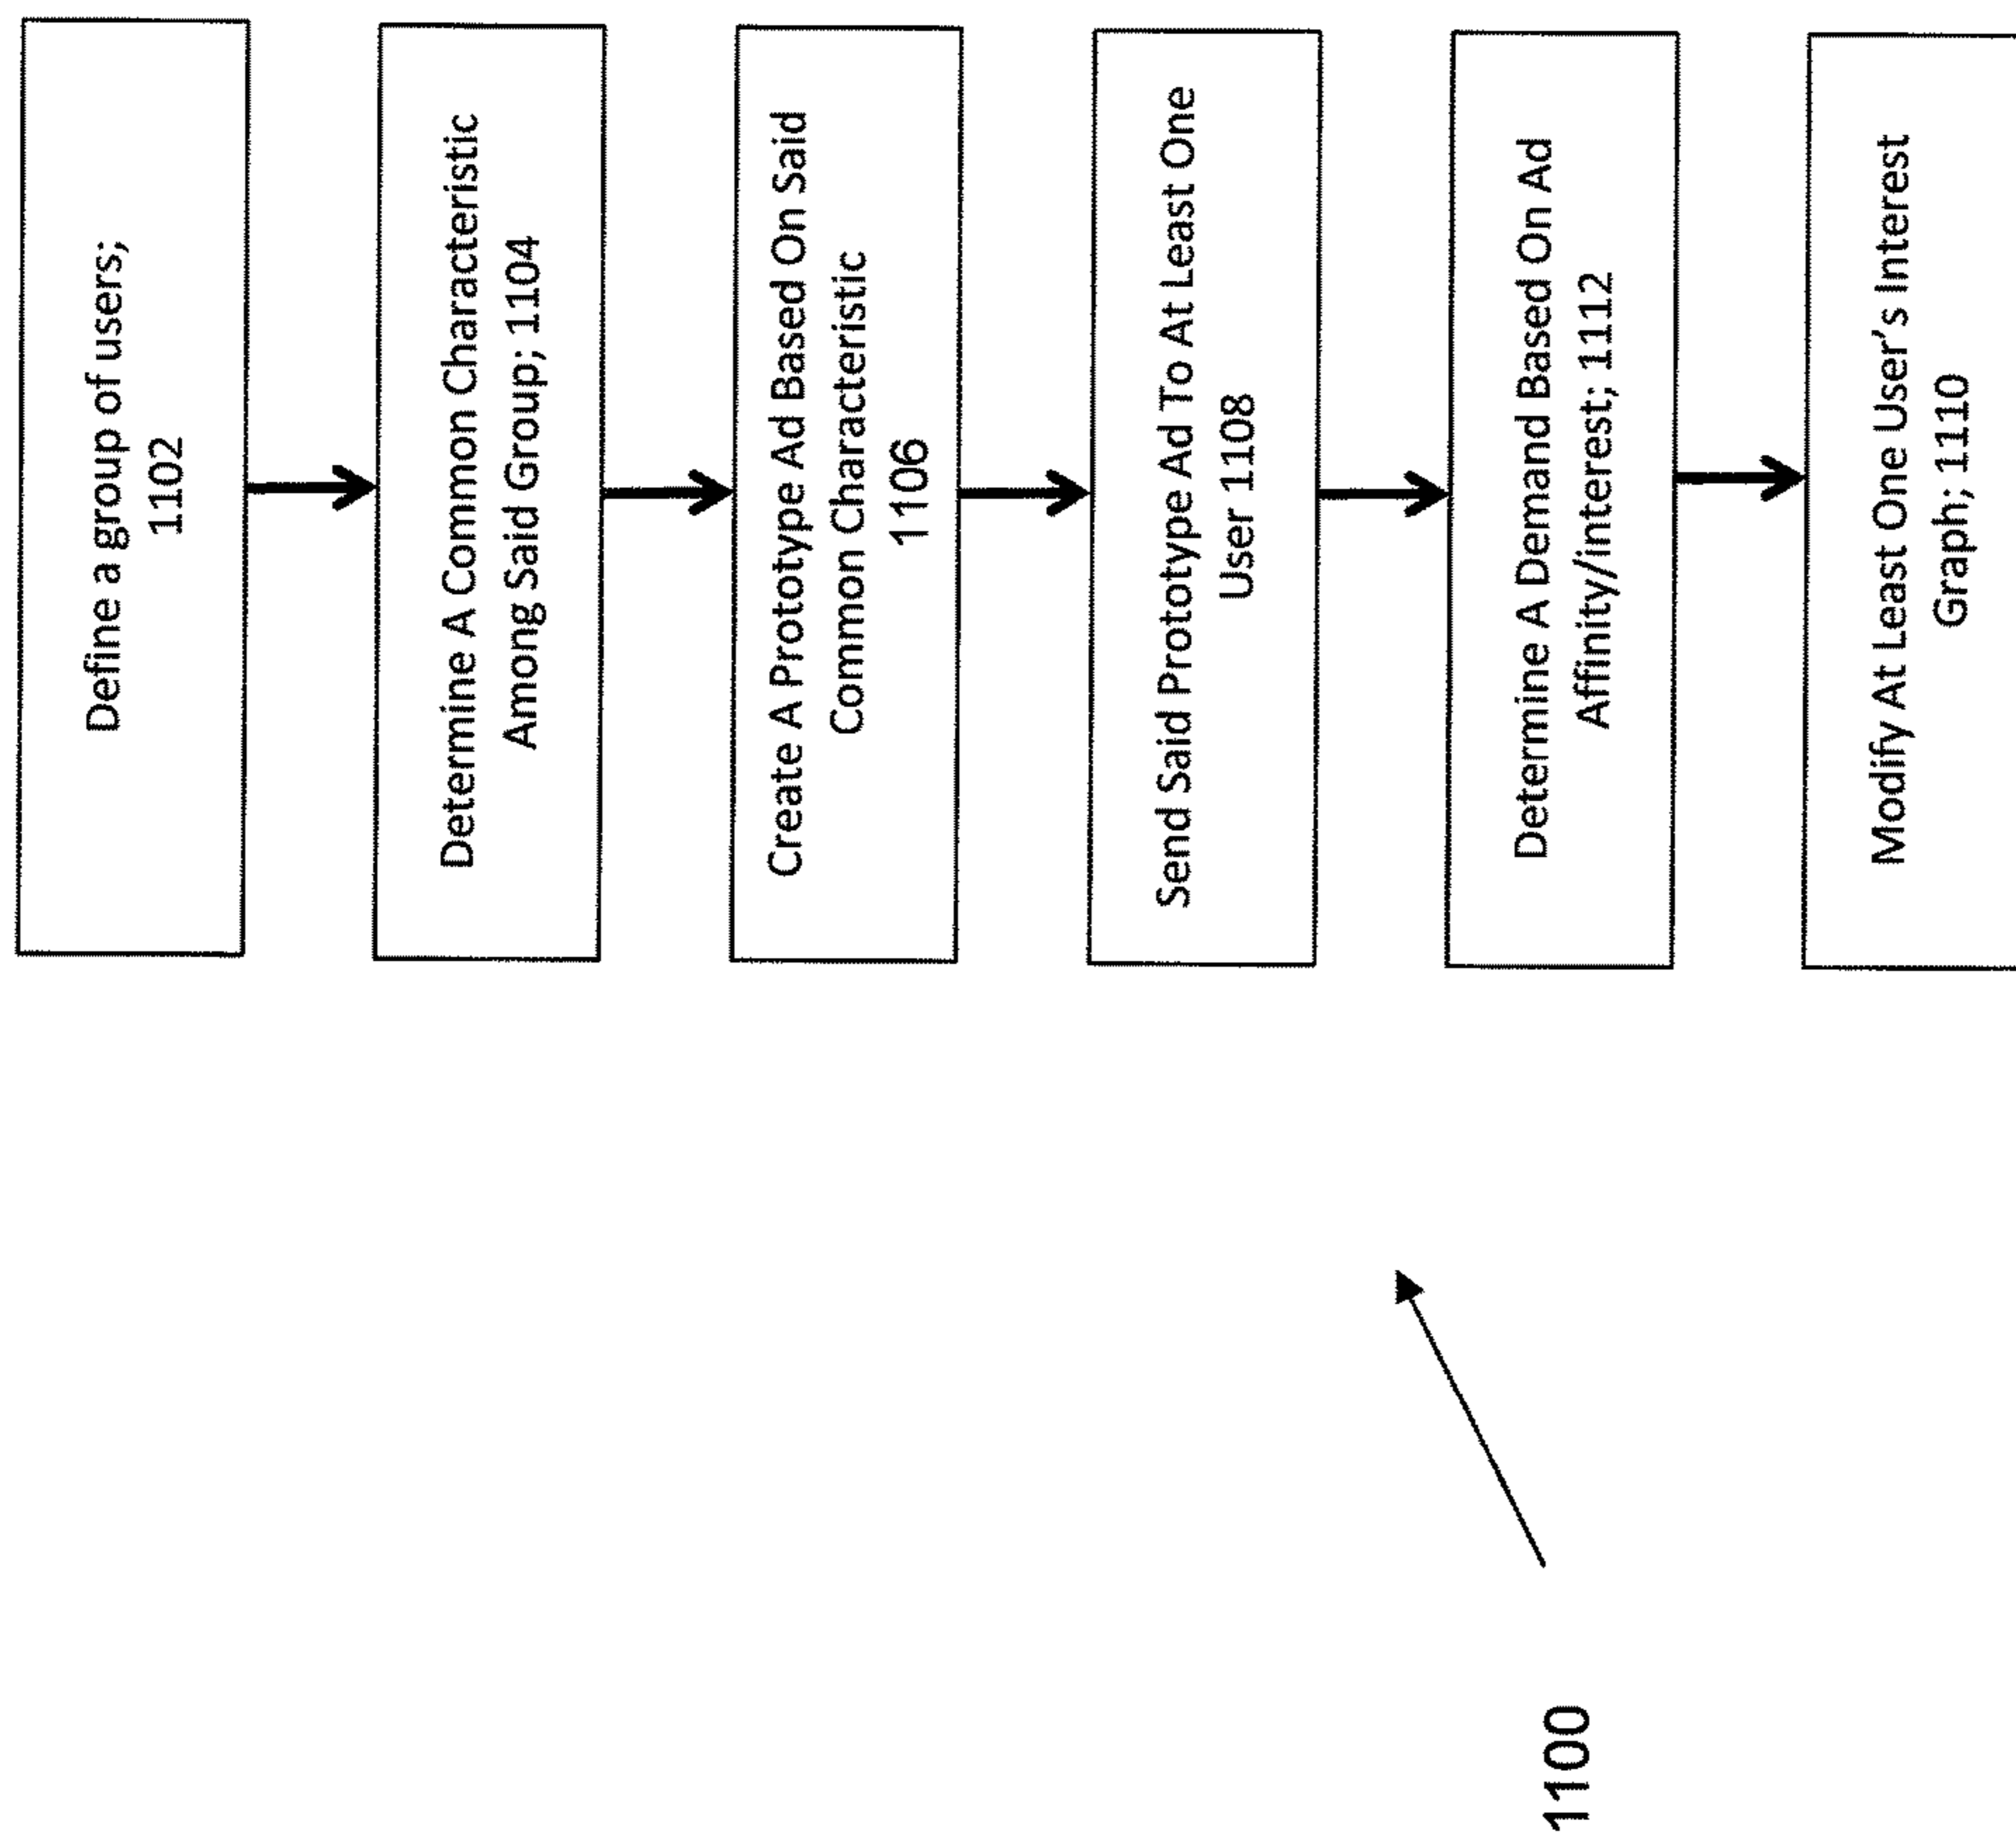 Define a group of users;
1102
Determine A Common Characteristic
Among Said Group; 1104
Create A Prototype Ad Based On Said
Common Characteristic
1106
Send Said Prototype Ad To At Least One
User 1108
Determine A Demand Based On Ad
Affinity/interest; 1112
Modify At Least One User's Interest
Graph; 1110
1100